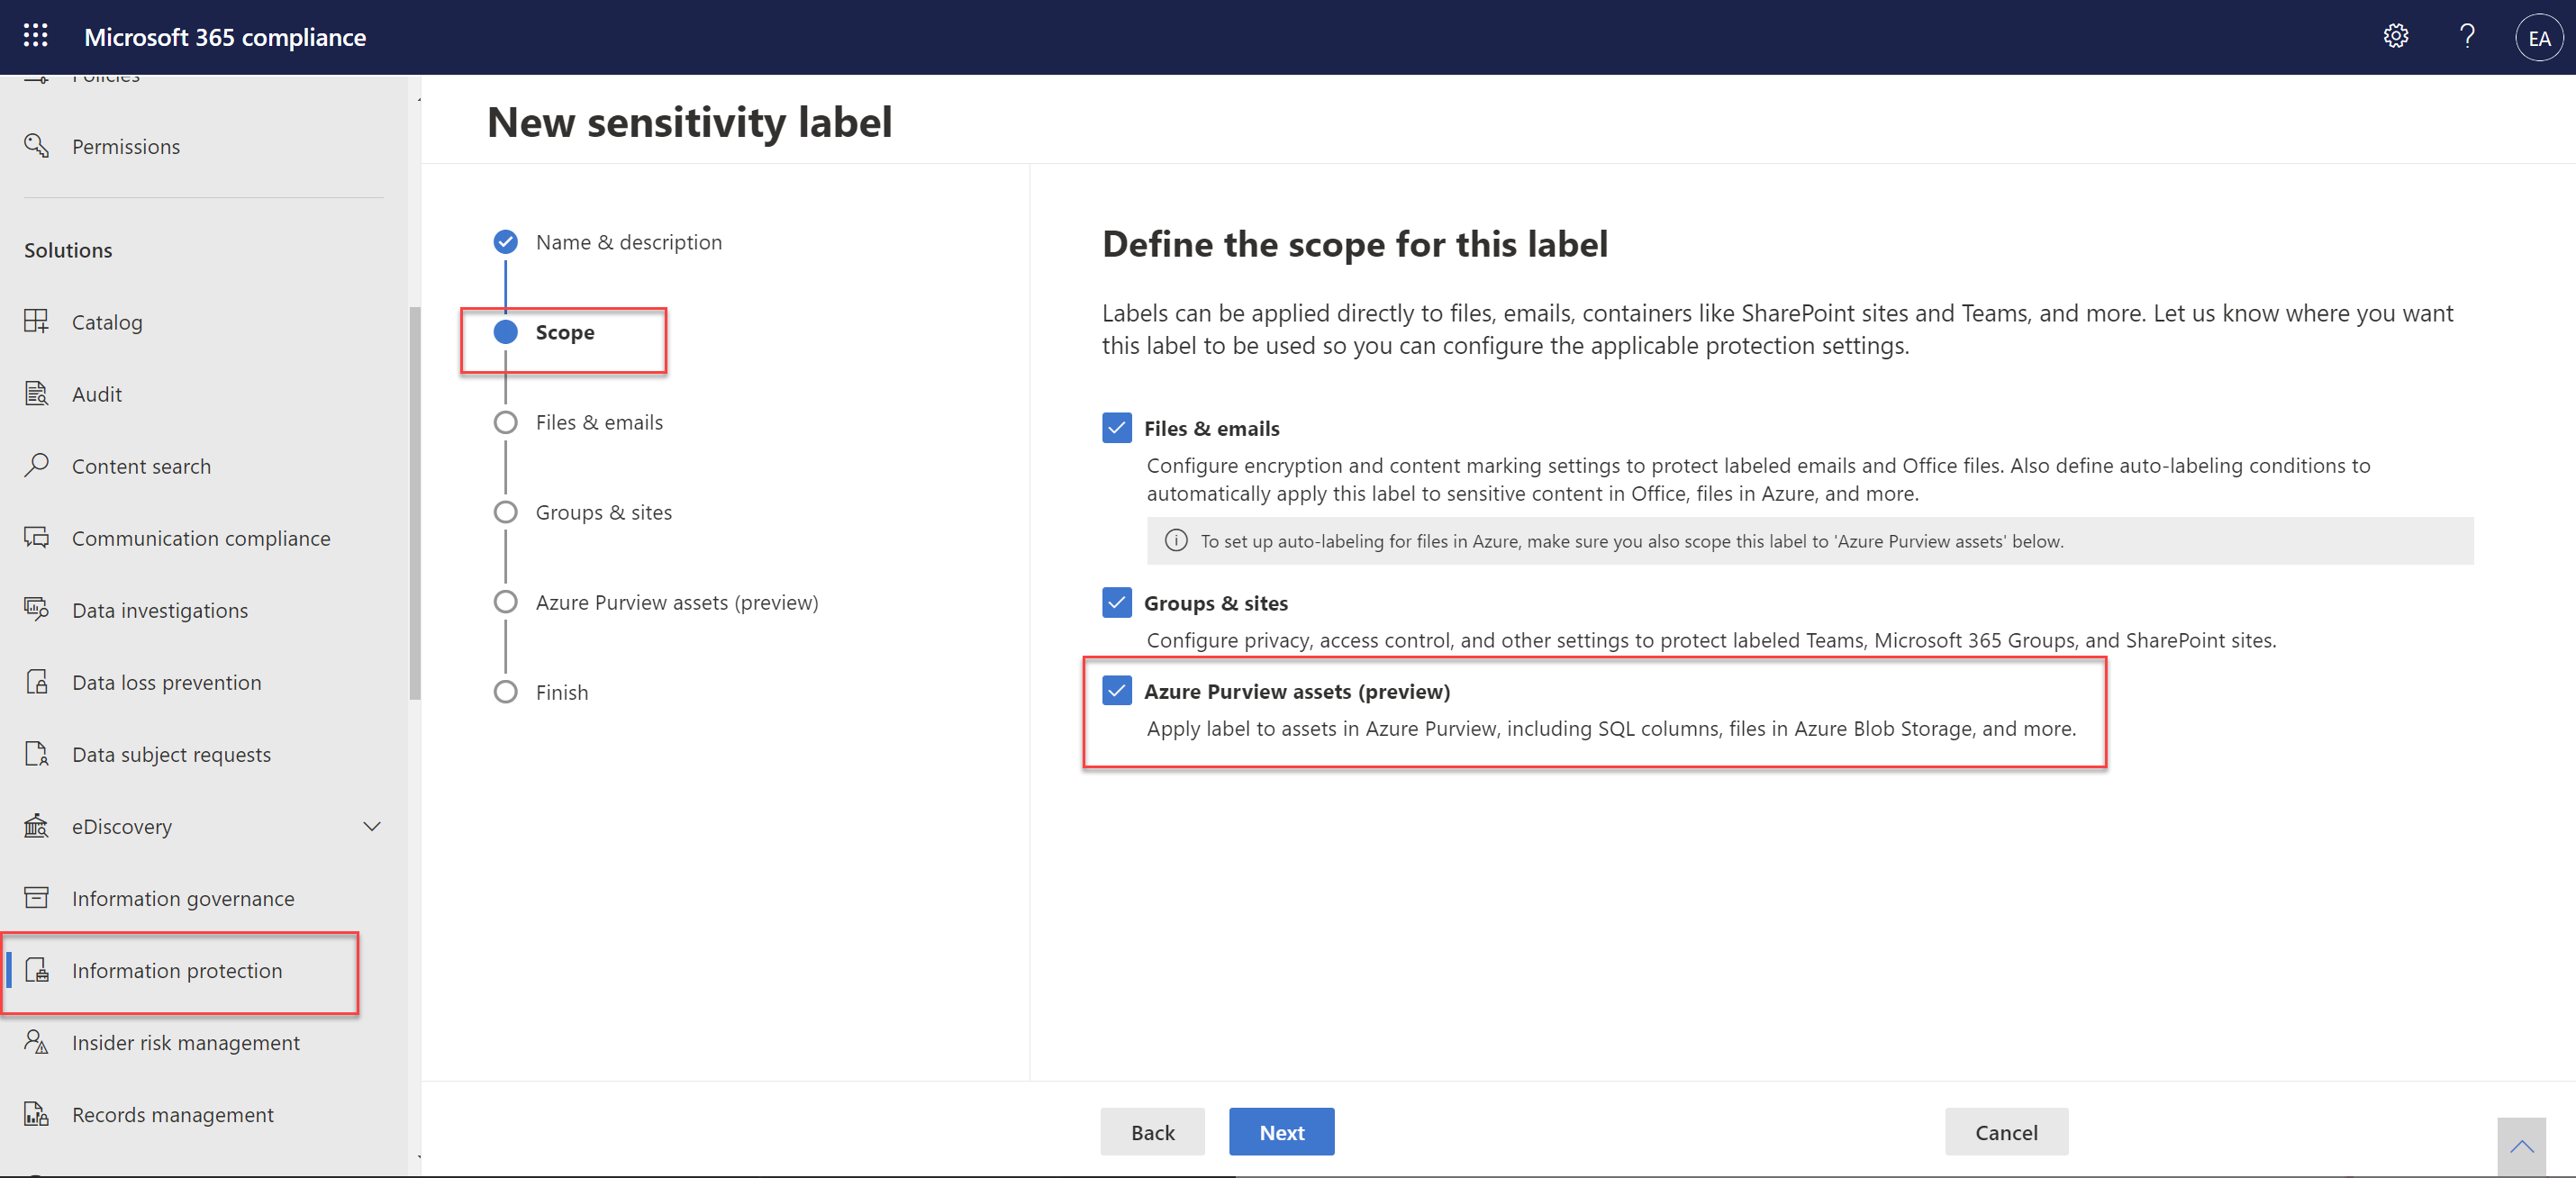 Microsoft 365 compliance
EA
Policies
Permissions
Solutions
Catalog
Audit
Content search
Communication compliance
Data investigations
Data loss prevention
Data subject requests
eDiscovery
Information governance
Information protection
Insider risk management
Records management
New sensitivity label
Name & description
Scope
Files & emails
Groups & sites
Azure Purview assets (preview)
Finish
Define the scope for this label
Labels can be applied directly to files, emails, containers like SharePoint sites and Teams, and more. Let us know where you want
this label to be used so you can configure the applicable protection settings.
Files & emails
Configure encryption and content marking settings to protect labeled emails and Office files. Also define auto-labeling conditions to
automatically apply this label to sensitive content in Office, files in Azure, and more.
To set up auto-labeling for files in Azure, make sure you also scope this label to 'Azure Purview assets' below.
Groups & sites
Configure privacy, access control, and other settings to protect labeled Teams, Microsoft 365 Groups, and SharePoint sites.
Azure Purview assets (preview)
Apply label to assets in Azure Purview, including SQL columns, files in Azure Blob Storage, and more.
Back
Next
Cancel